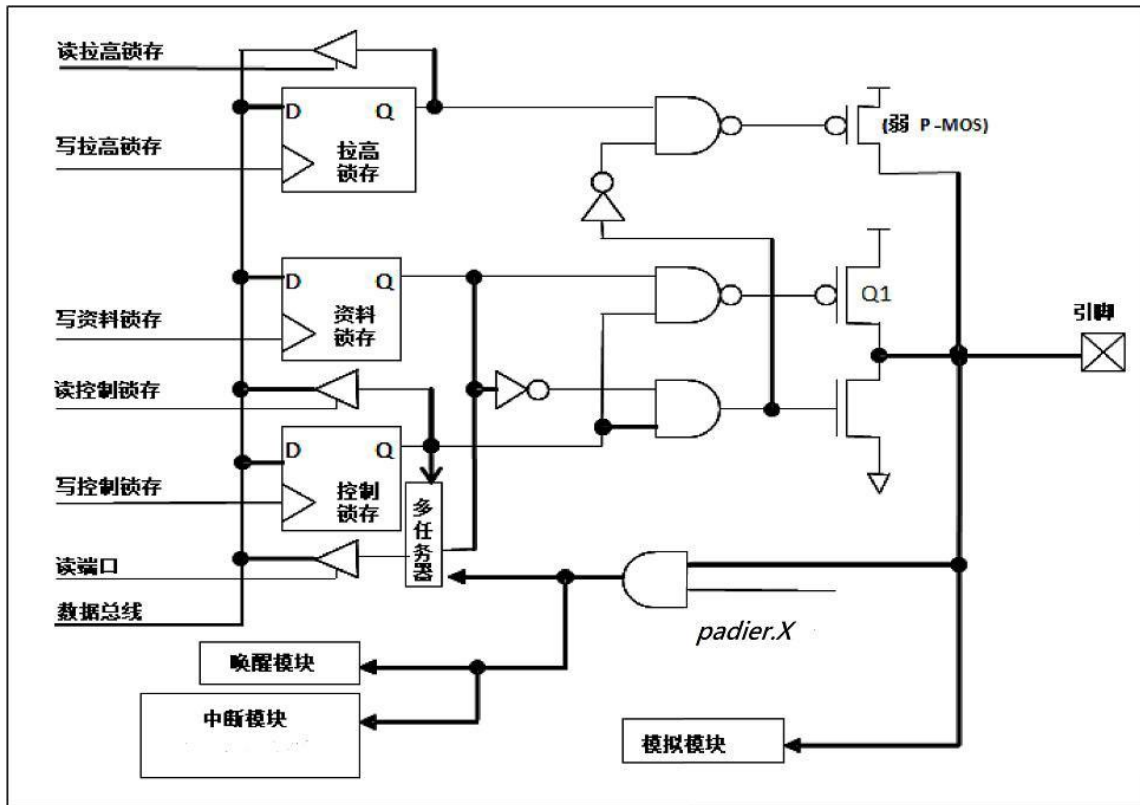 读拉高锁存
D Q
写拉高锁存
拉高
锁存
(弱 P-MOS)
D Q
写资料锁存
资料
锁存
Q1
引脚
读控制锁存
D Q
写控制锁存
控制
锁存
多任务器
读端口
数据总线
padier.X
唤醒模块
中断模块
模拟模块